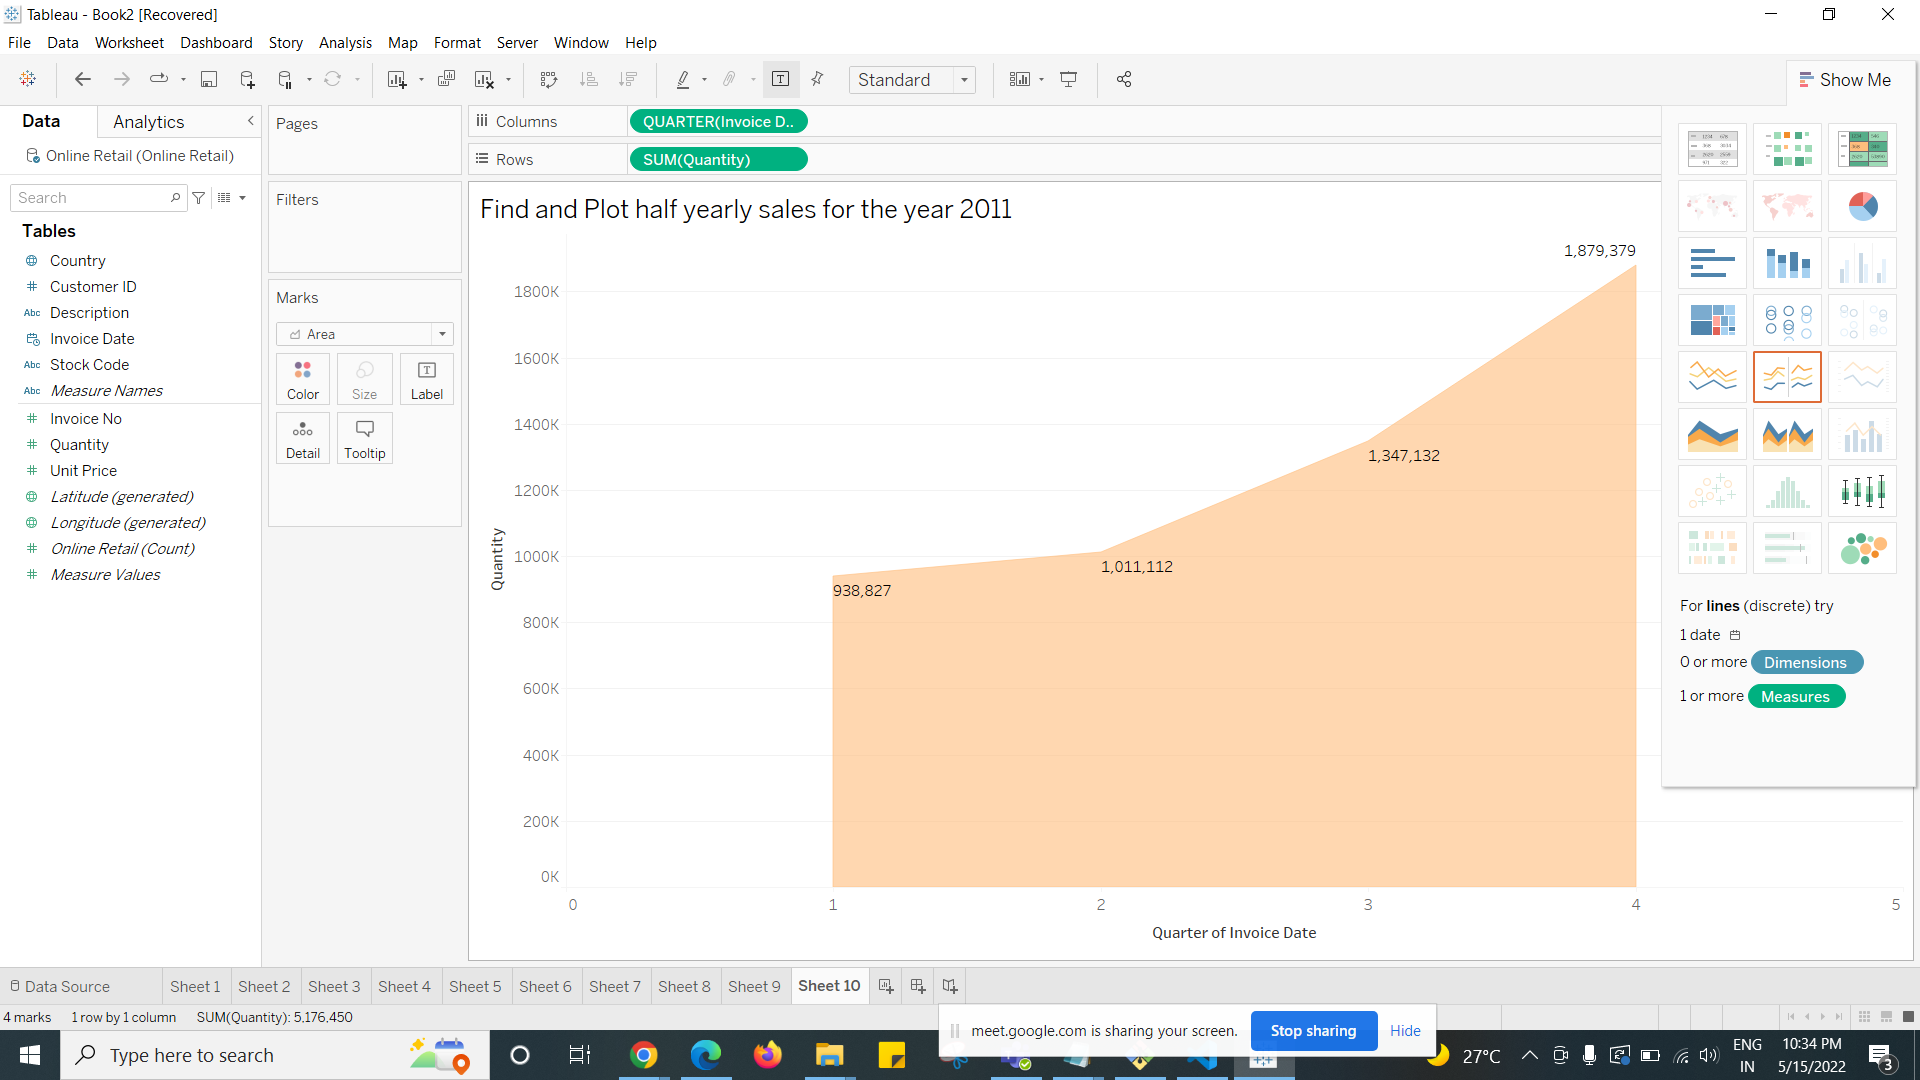 Tableau - Book2 [Recovered]
File Data Worksheet Dashboard Story Analysis Map Format Server Window Help
Standard
Show Me
Data Analytics
Online Retail (Online Retail)
Search
Tables
Country
Customer ID
Abc Description
Invoice Date
Abc Stock Code
Abc Measure Names
Invoice No
Quantity
Unit Price
Latitude (generated)
Longitude (generated)
Online Retail (Count)
Measure Values
Pages
Filters
Marks
Area
Color Size Label
Detail Tooltip
Columns QUARTER(Invoice D..
Rows SUM(Quantity)
Find and Plot half yearly sales for the year 2011
1,879,379
1,347,132
1,011,112
938,827
Quantity
1800K
1600K
1400K
1200K
1000K
800K
600K
400K
200K
0K
0 1 2 3 4 5
Quarter of Invoice Date
For lines (discrete) try
1 date
0 or more Dimensions
1 or more Measures
Data Source Sheet 1 Sheet 2 Sheet 3 Sheet 4 Sheet 5 Sheet 6 Sheet 7 Sheet 8 Sheet 9 Sheet 10
4 marks 1 row by 1 column SUM(Quantity): 5,176,450
meet.google.com is sharing your screen. Stop sharing Hide
Type here to search
27°C
ENG
IN
10:34 PM
5/15/2022
3